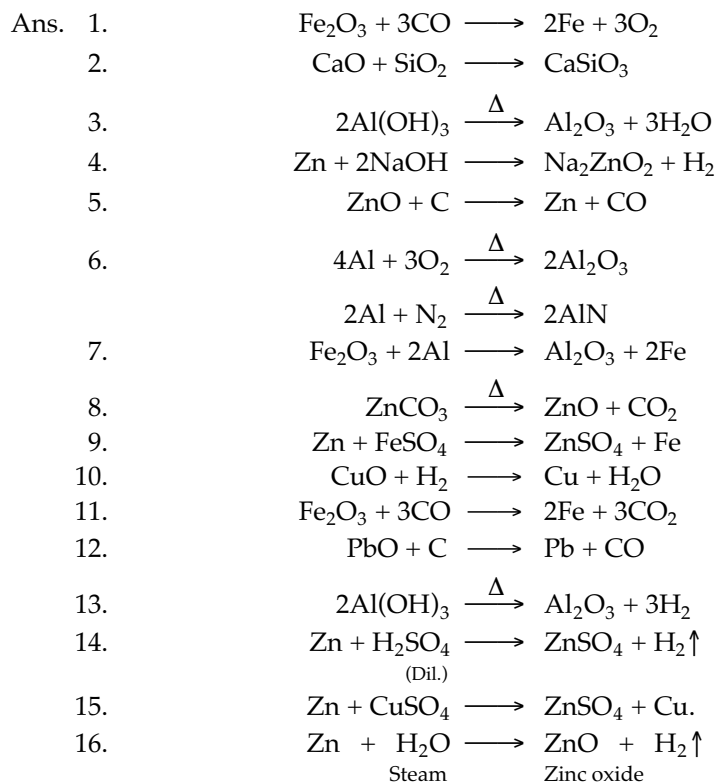 Ans. 1. Fe₂O₃ + 3CO ⟶ 2Fe + 3O₂
2. CaO + SiO₂ ⟶ CaSiO₃
Δ
3. 2Al(OH)₃ ⟶ Al₂O₃ + 3H₂O
4. Zn + 2NaOH ⟶ Na₂ZnO₂ + H₂
5. ZnO + C ⟶ Zn + CO
Δ
6. 4Al + 3O₂ ⟶ 2Al₂O₃
Δ
2Al + N₂ ⟶ 2AlN
7. Fe₂O₃ + 2Al ⟶ Al₂O₃ + 2Fe
Δ
8. ZnCO₃ ⟶ ZnO + CO₂
9. Zn + FeSO₄ ⟶ ZnSO₄ + Fe
10. CuO + H₂ ⟶ Cu + H₂O
11. Fe₂O₃ + 3CO ⟶ 2Fe + 3CO₂
12. PbO + C ⟶ Pb + CO
Δ
13. 2Al(OH)₃ ⟶ Al₂O₃ + 3H₂
14. Zn + H₂SO₄ ⟶ ZnSO₄ + H₂↑
(Dil.)
15. Zn + CuSO₄ ⟶ ZnSO₄ + Cu.
16. Zn + H₂O ⟶ ZnO + H₂↑
Steam Zinc oxide